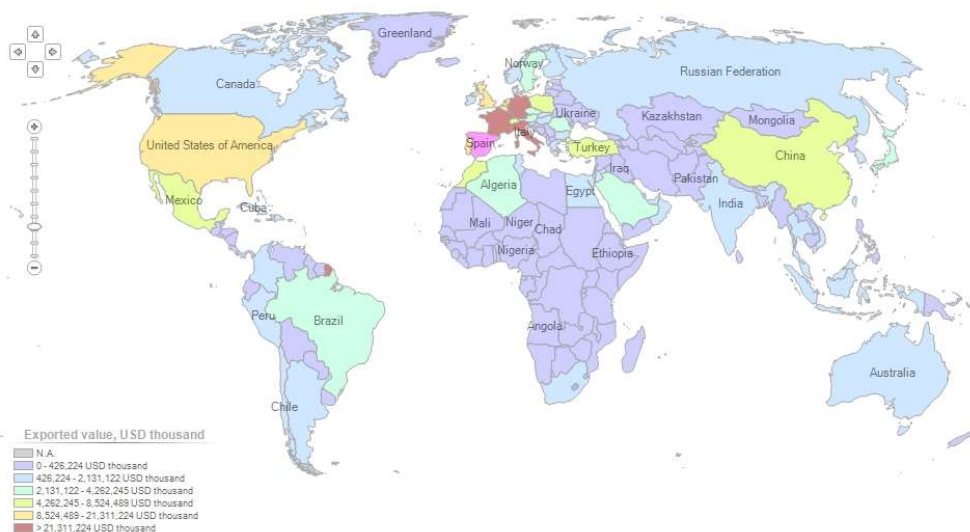 Greenland
Norway
Canada
Russian Federation
Ukraine
Kazakhstan
Mongolia
United States of America
Spain
Ital
Turkey
China
Iraq
Pakistan
Mexico
Cuba
Algeria
Egypt
India
Mali
Niger
Chad
Nigeria
Ethiopia
Peru
Brazil
Angola
Chile
Australia
Exported value, USD thousand
N.A.
0 - 426,224 USD thousand
426,224 - 2,131,122 USD thousand
2,131,122 - 4,262,245 USD thousand
4,262,245 - 8,524,489 USD thousand
8,524,489 - 21,311,224 USD thousand
> 21,311,224 USD thousand